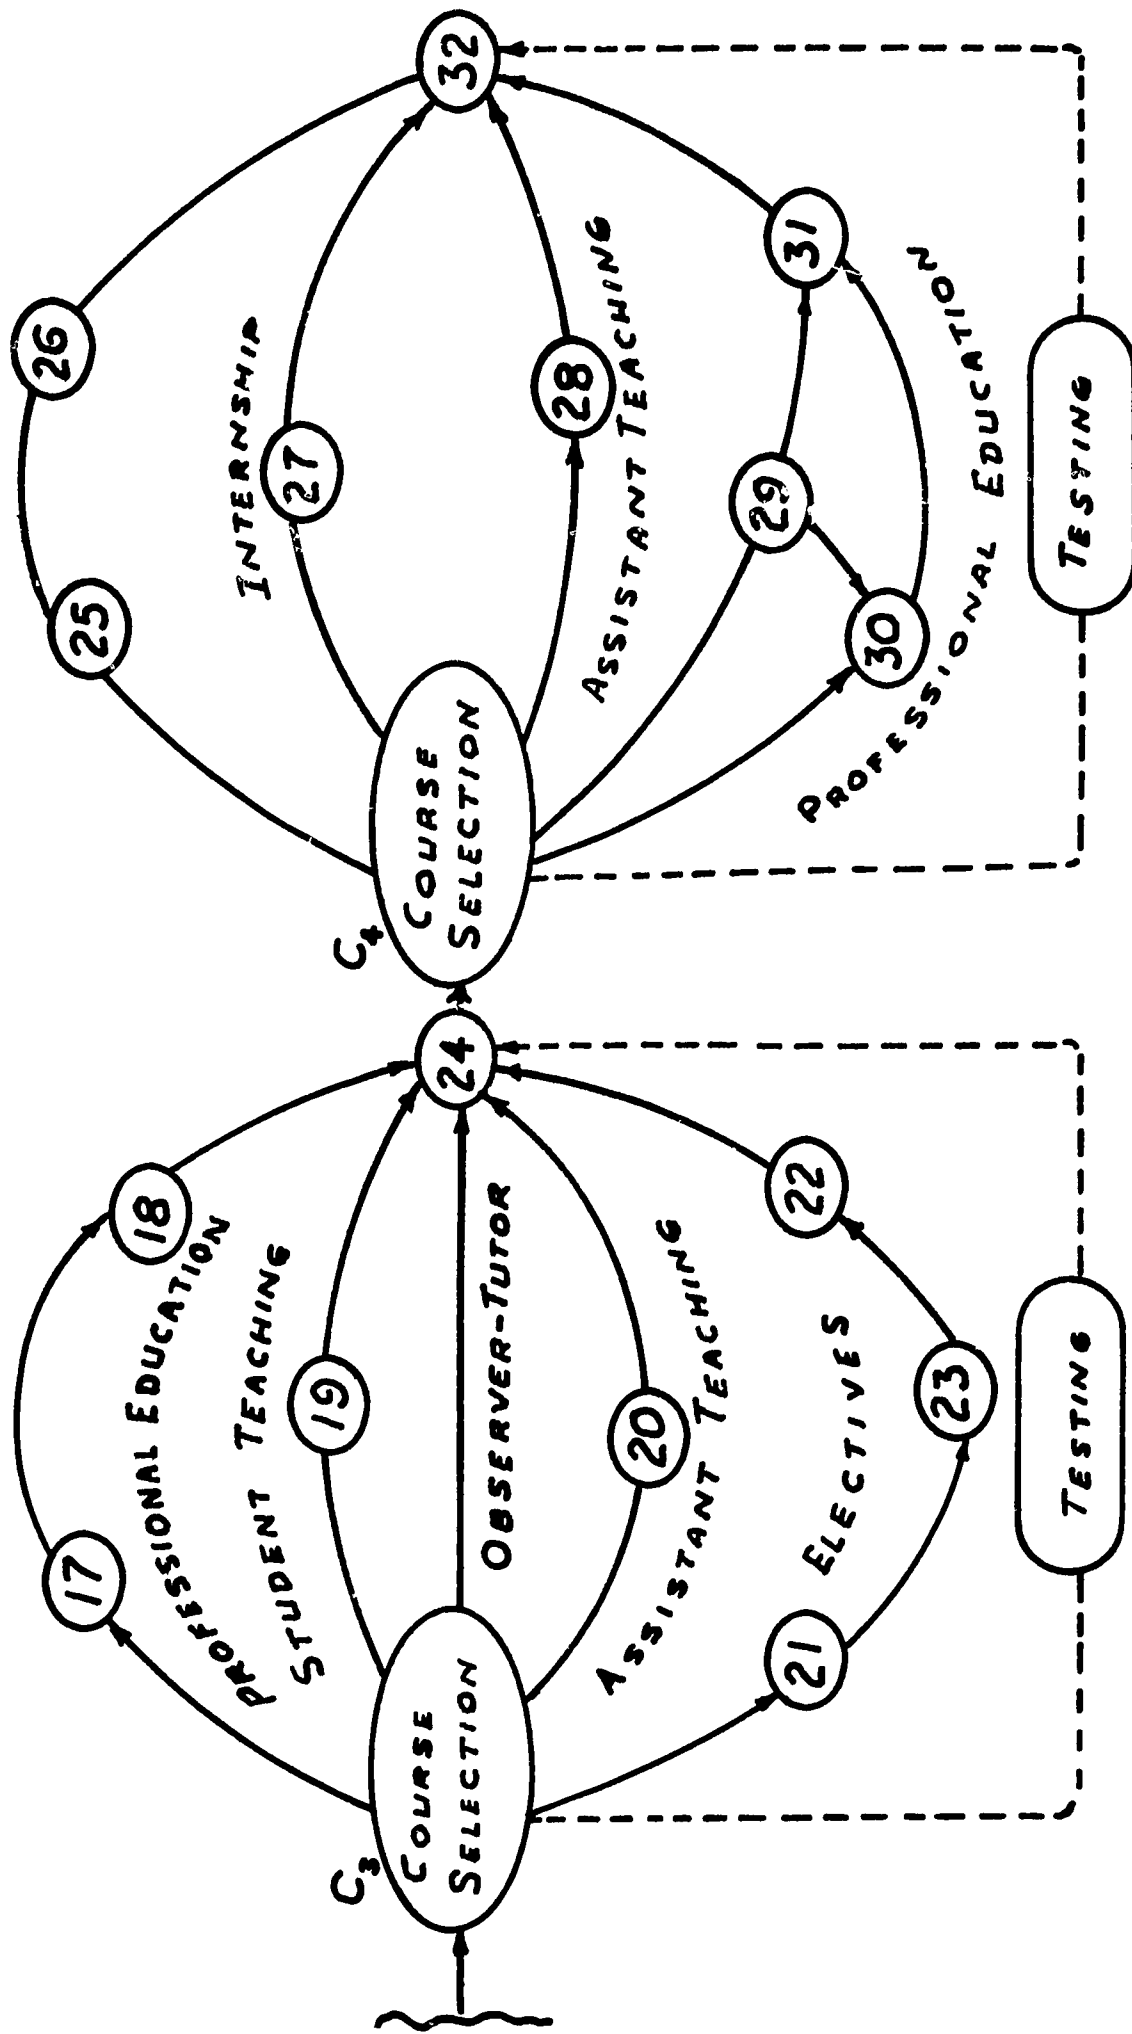 C3
COURSE
SELECTION
17
18
PROFESSIONAL EDUCATION
STUDENT TEACHING
19
OBSERVER-TUTOR
24
20
ASSISTANT TEACHING
ELECTIVES
21
22
23
TESTING
C4
COURSE
SELECTION
25
26
INTERNSHIP
27
32
28
ASSISTANT TEACHING
29
31
30
PROFESSIONAL EDUCATION
TESTING